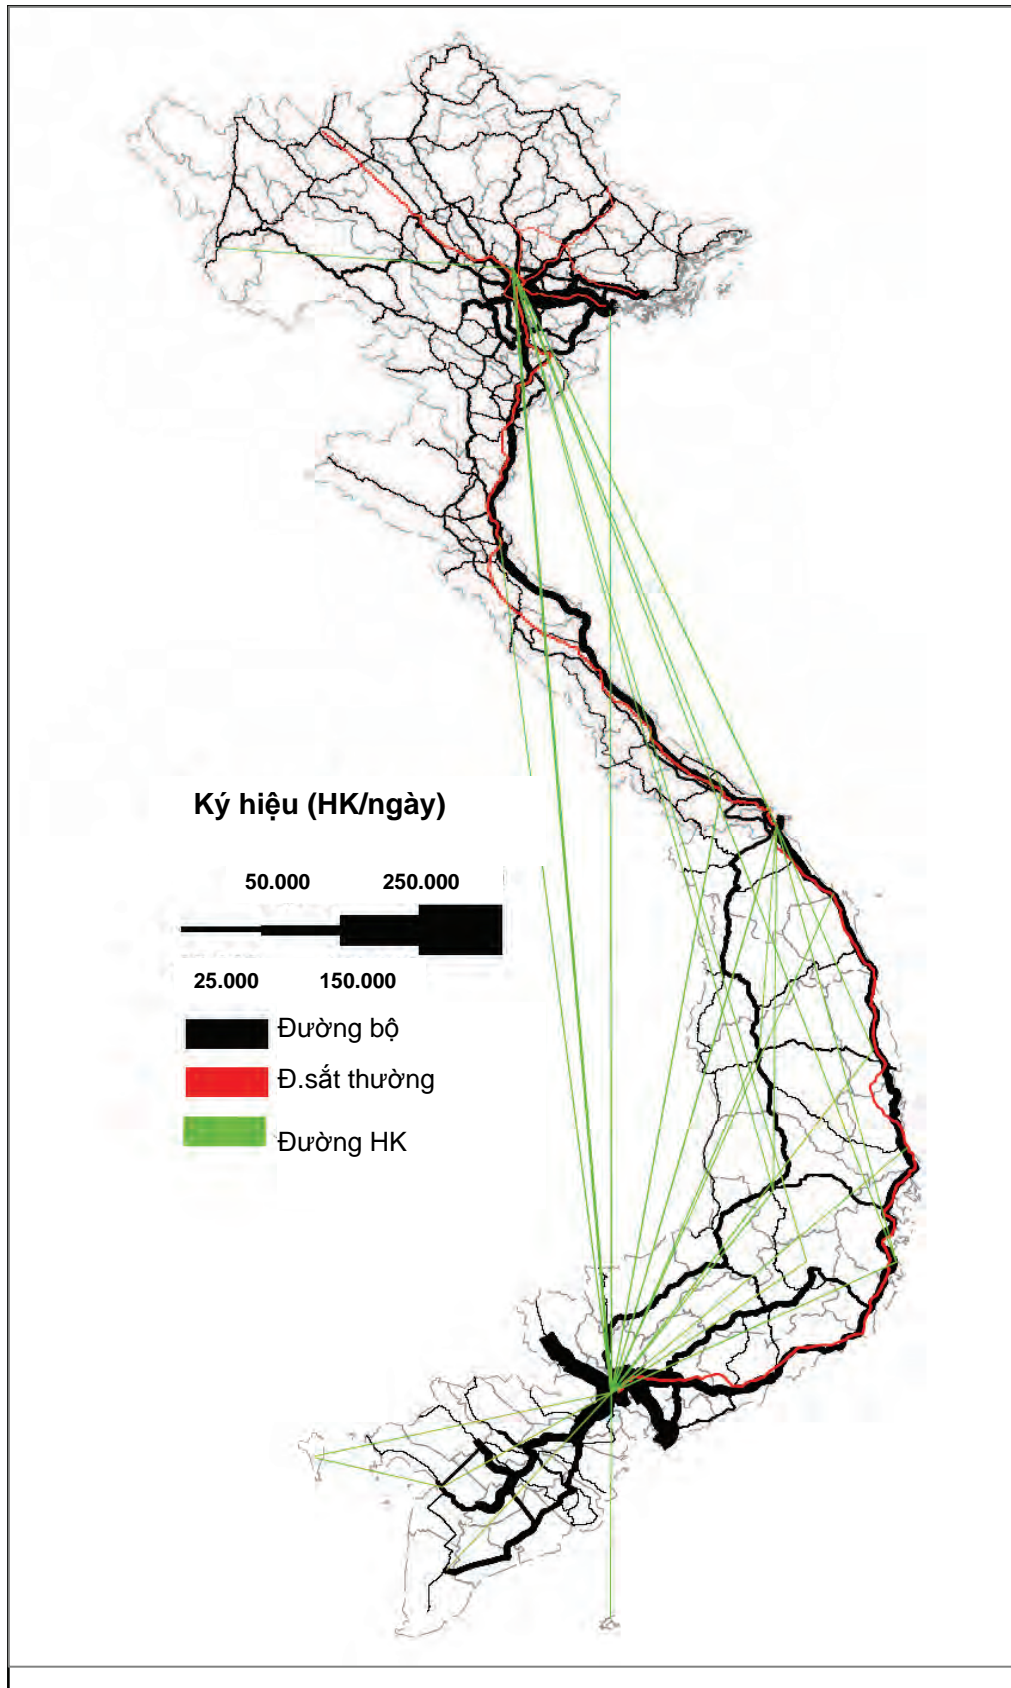 Ký hiệu (HK/ngày)
50.000 250.000
25.000 150.000
Đường bộ
Đ.sắt thường
Đường HK